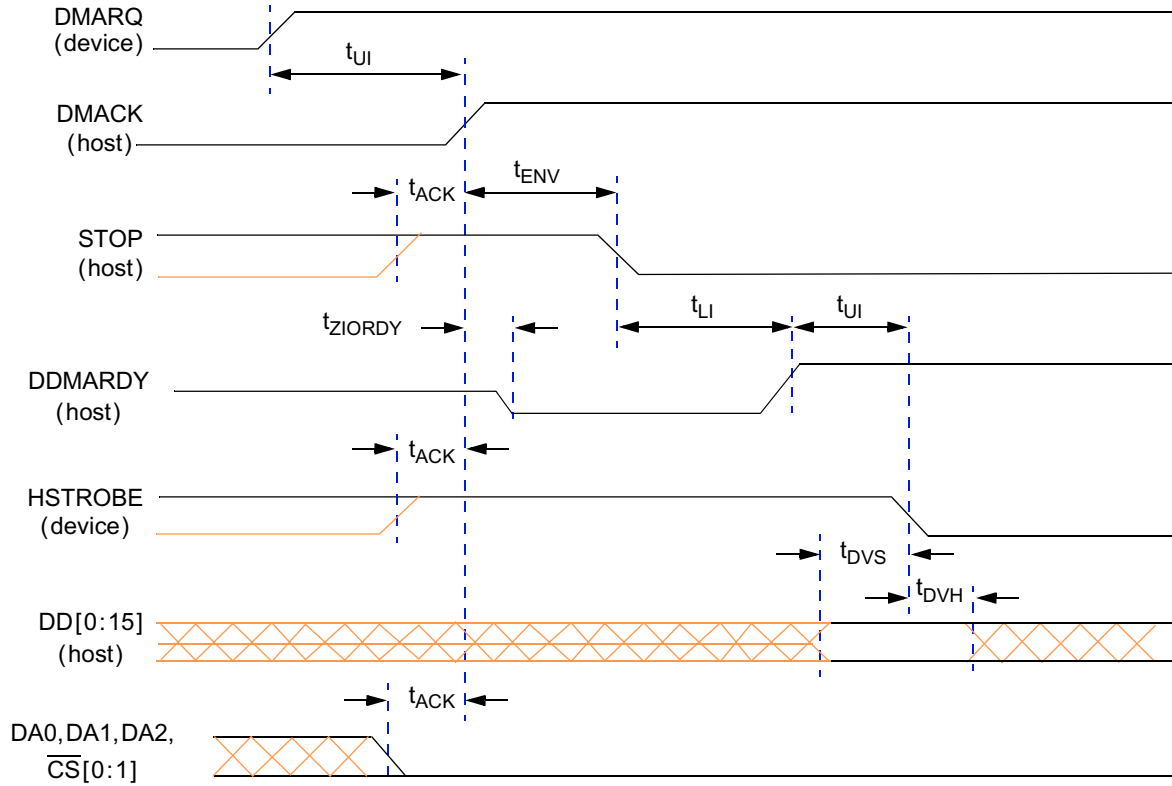 DMARQ
(device)
tUI
DMACK
(host)
tACK
tENV
STOP
(host)
tZIORDY
tLI
tUI
DDMARDY
(host)
tACK
HSTROBE
(device)
tDVS
tDVH
DD[0:15]
(host)
tACK
DA0,DA1,DA2,
C̅S̅[0:1]